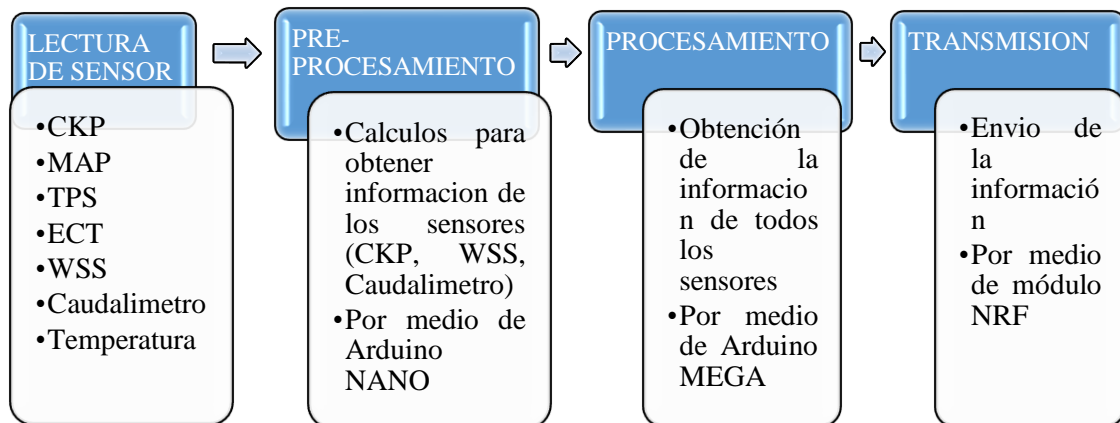 LECTURA
DE SENSOR
•CKP
•MAP
•TPS
•ECT
•WSS
•Caudalimetro
•Temperatura
PRE-
PROCESAMIENTO
•Calculos para
obtener
informacion de
los sensores
(CKP, WSS,
Caudalimetro)
•Por medio de
Arduino
NANO
PROCESAMIENTO
•Obtención
de la
informacio
n de todos
los
sensores
•Por medio
de Arduino
MEGA
TRANSMISION
•Envio de
la
informació
n
•Por medio
de módulo
NRF